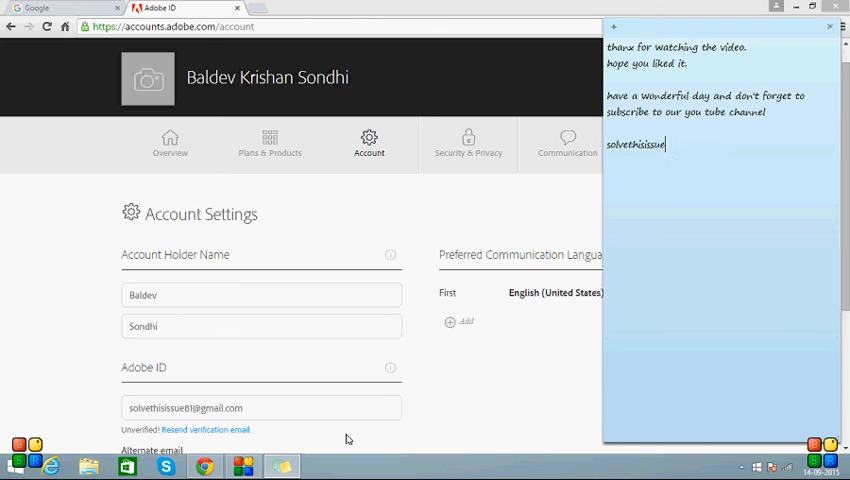 Google
Adobe ID
https://accounts.adobe.com/account
Baldev Krishan Sondhi
Overview
Plans & Products
Account
Security & Privacy
Communication
Account Settings
Account Holder Name
Preferred Communication Langua
Baldev
First
English (United States)
Sondhi
Add
Adobe ID
solvethisissue81@gmail.com
Unverified! Resend verification email
Alternate email
thanx for watching the video.
hope you liked it.
have a wonderful day and don't forget to
subscribe to our you tube channel
solvethisissue
14-09-2015